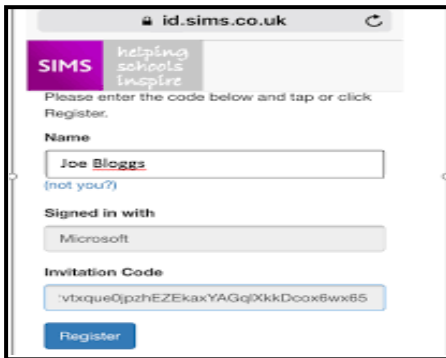 id.sims.co.uk
SIMS
helping
schools
inspire
Please enter the code below and tap or click
Register.
Name
Joe Bloggs
(not you?)
Signed in with
Microsoft
Invitation Code
Register